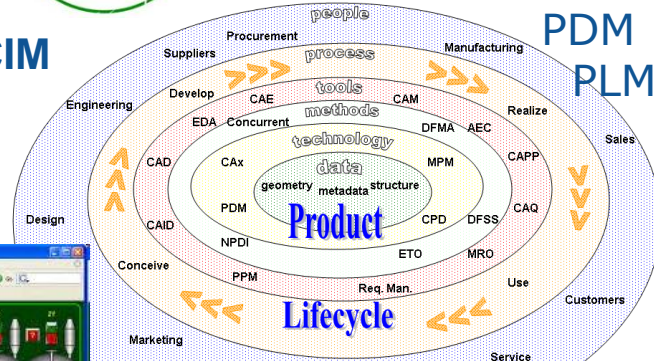 people
PDM
CIM
Procurement
Suppliers
process
Manufacturing
PLM
Develop
CAE
tools
CAM
Engineering
EDA
Concurrent
methods
DFMA
AEC
Realize
technology
Sales
CAD
CAx
data
MPM
CAPP
geometry
metadata
structure
PDM
Product
CPD
DFSS
CAQ
Design
CAID
NPDI
ETO
MRO
Conceive
PPM
Req. Man.
Use
Lifecycle
Customers
Marketing
Service